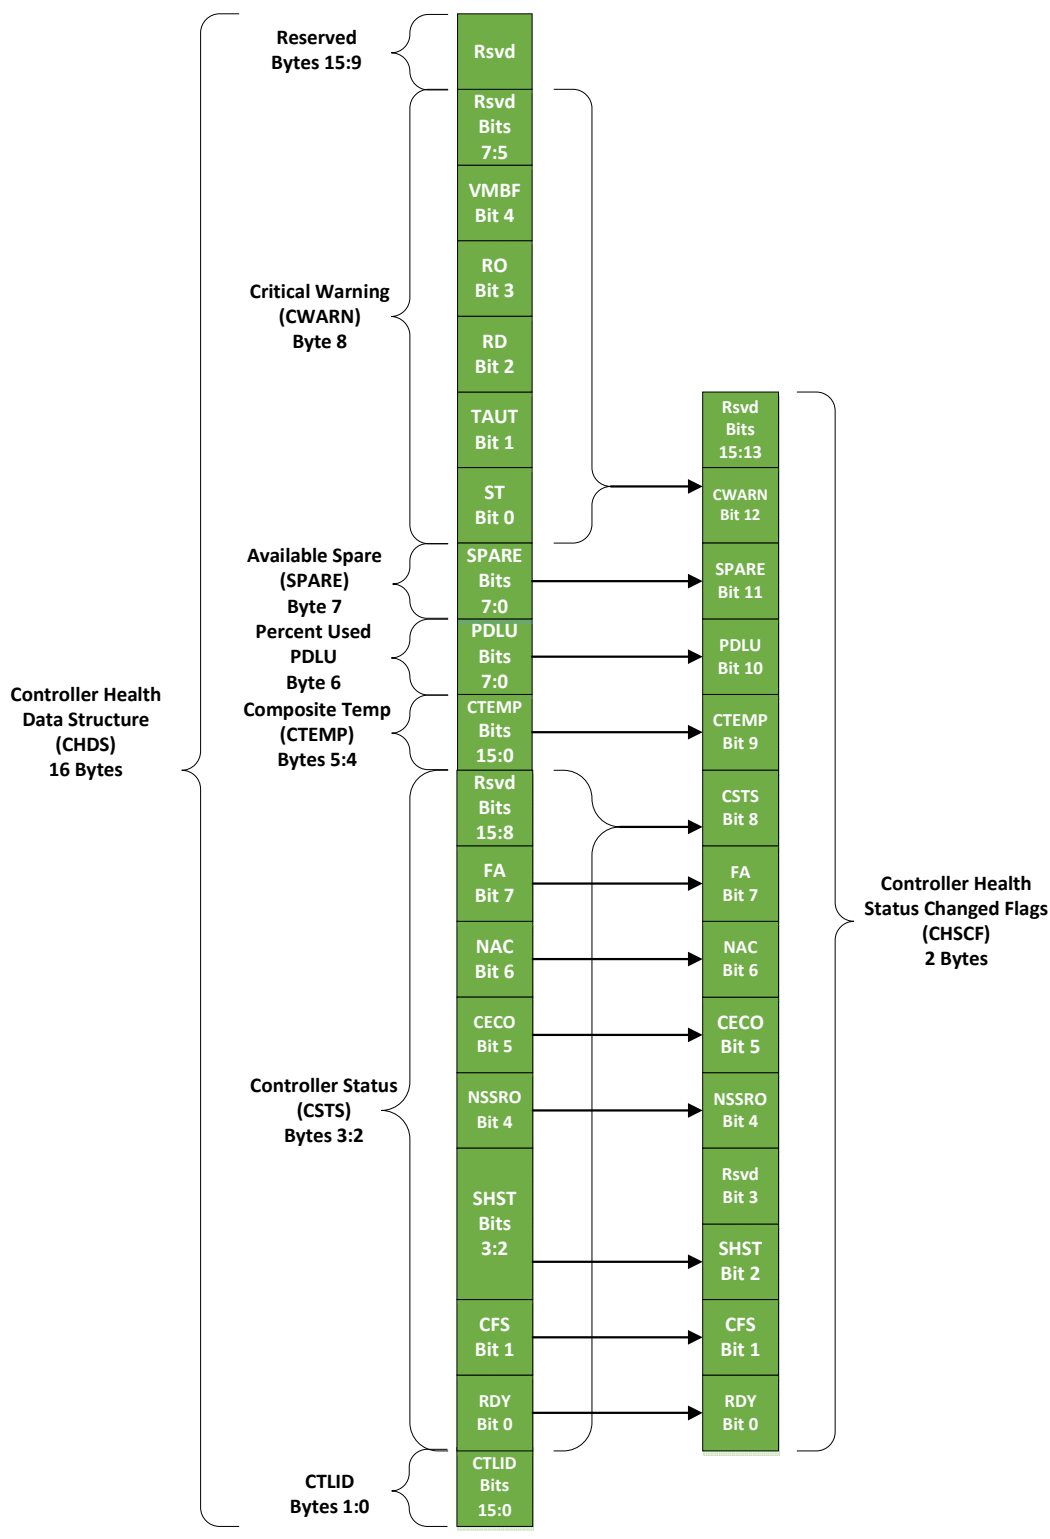 Reserved
Bytes 15:9
Rsvd
Rsvd
Bits
7:5
VMBF
Bit 4
RO
Bit 3
Critical Warning
(CWARN)
Byte 8
RD
Bit 2
TAUT
Bit 1
ST
Bit 0
Available Spare
(SPARE)
Byte 7
SPARE
Bits
7:0
Percent Used
PDLU
Byte 6
PDLU
Bits
7:0
Composite Temp
(CTEMP)
Bytes 5:4
CTEMP
Bits
15:0
Controller Health
Data Structure
(CHDS)
16 Bytes
Rsvd
Bits
15:8
FA
Bit 7
NAC
Bit 6
CECO
Bit 5
Controller Status
(CSTS)
Bytes 3:2
NSSRO
Bit 4
SHST
Bits
3:2
CFS
Bit 1
RDY
Bit 0
CTLID
Bytes 1:0
CTLID
Bits
15:0
Rsvd
Bits
15:13
CWARN
Bit 12
SPARE
Bit 11
PDLU
Bit 10
CTEMP
Bit 9
CSTS
Bit 8
FA
Bit 7
NAC
Bit 6
CECO
Bit 5
NSSRO
Bit 4
Rsvd
Bit 3
SHST
Bit 2
CFS
Bit 1
RDY
Bit 0
Controller Health
Status Changed Flags
(CHSCF)
2 Bytes